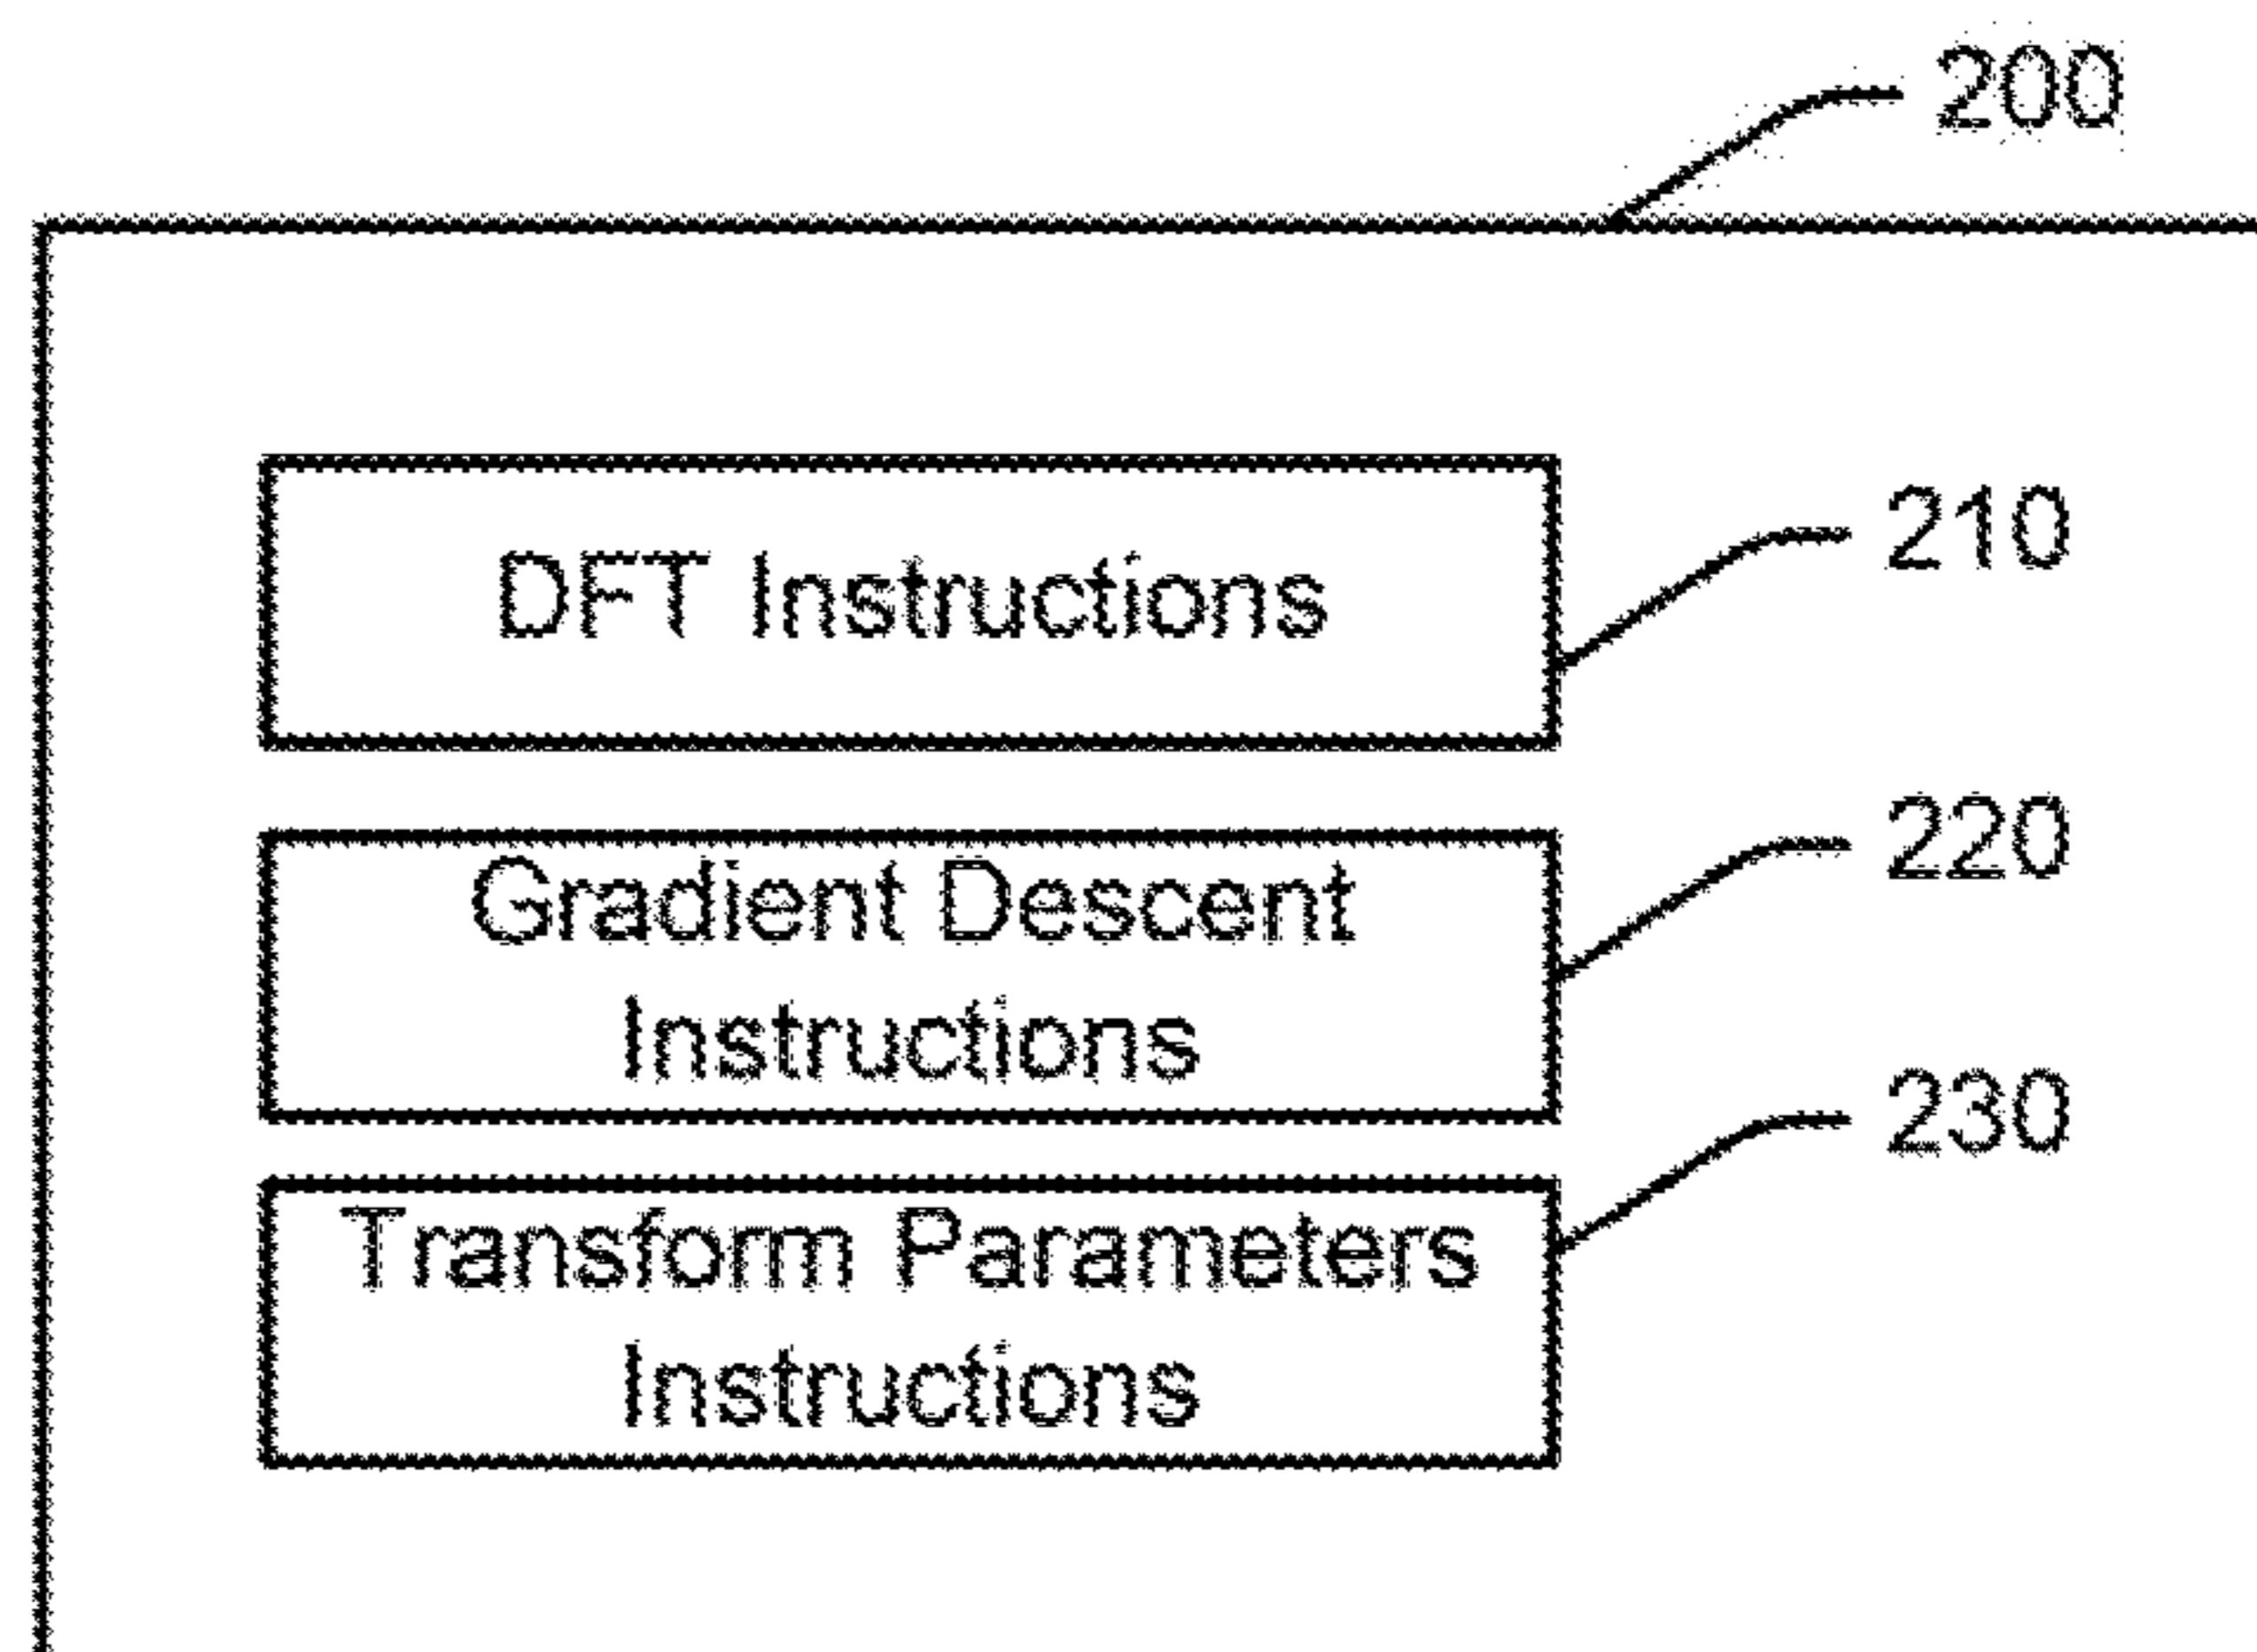 200
DFT Instructions
210
Gradient Descent
Instructions
220
Transform Parameters
Instructions
230